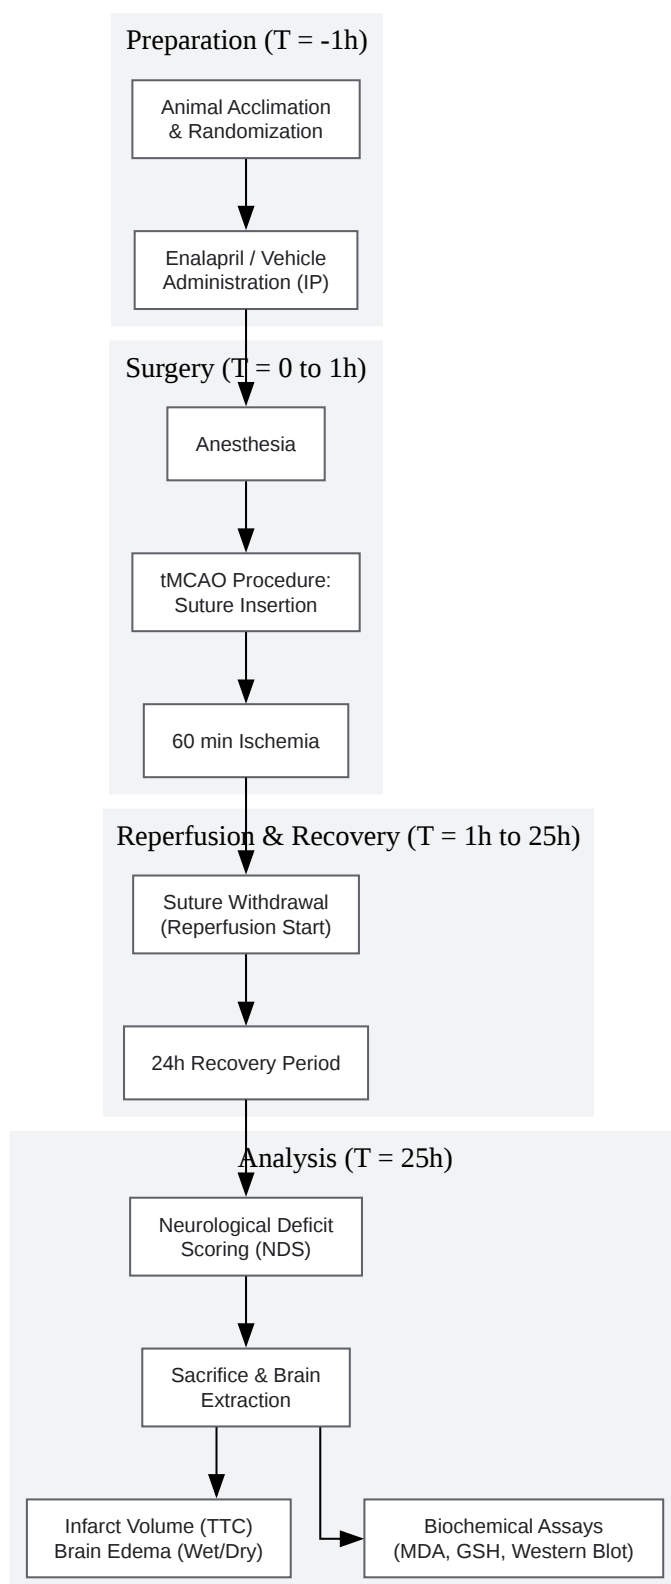 Preparation (T = -1h)
Animal Acclimation
& Randomization
Enalapril / Vehicle
Administration (IP)
Surgery (T = 0 to 1h)
Anesthesia
tMCAO Procedure:
Suture Insertion
60 min Ischemia
Reperfusion & Recovery (T = 1h to 25h)
Suture Withdrawal
(Reperfusion Start)
24h Recovery Period
Analysis (T = 25h)
Neurological Deficit
Scoring (NDS)
Sacrifice & Brain
Extraction
Infarct Volume (TTC)
Brain Edema (Wet/Dry)
Biochemical Assays
(MDA, GSH, Western Blot)